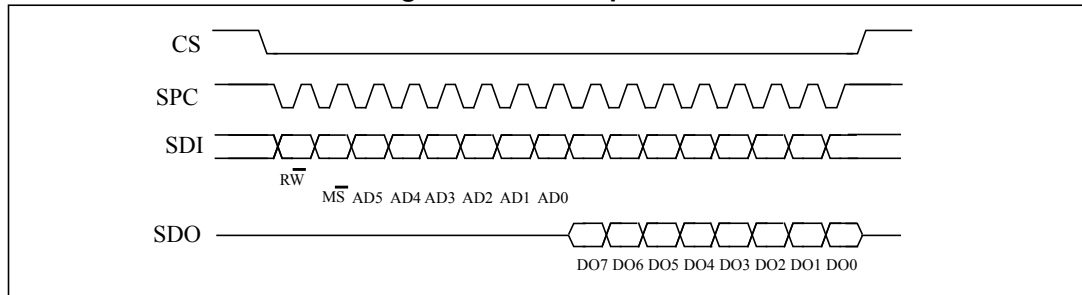 CS
SPC
SDI
RW̅
MS̅ AD5 AD4 AD3 AD2 AD1 AD0
SDO
DO7 DO6 DO5 DO4 DO3 DO2 DO1 DO0